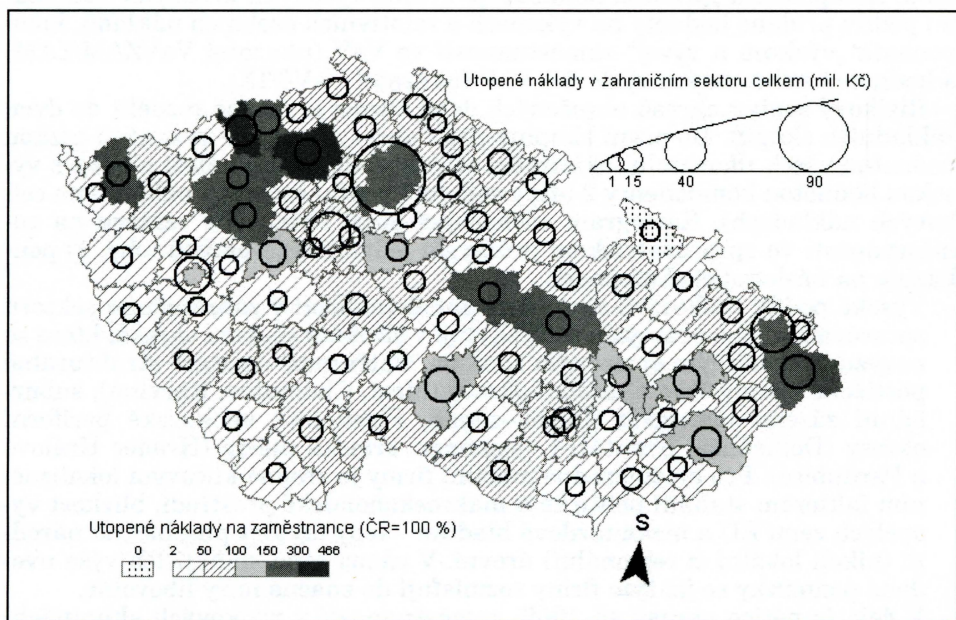 Utopené náklady v zahraničním sektoru celkem (mil. Kč)
1 15 40 90
S
Utopené náklady na zaměstnance (ČR=100 %)
0 2 50 100 150 300 466